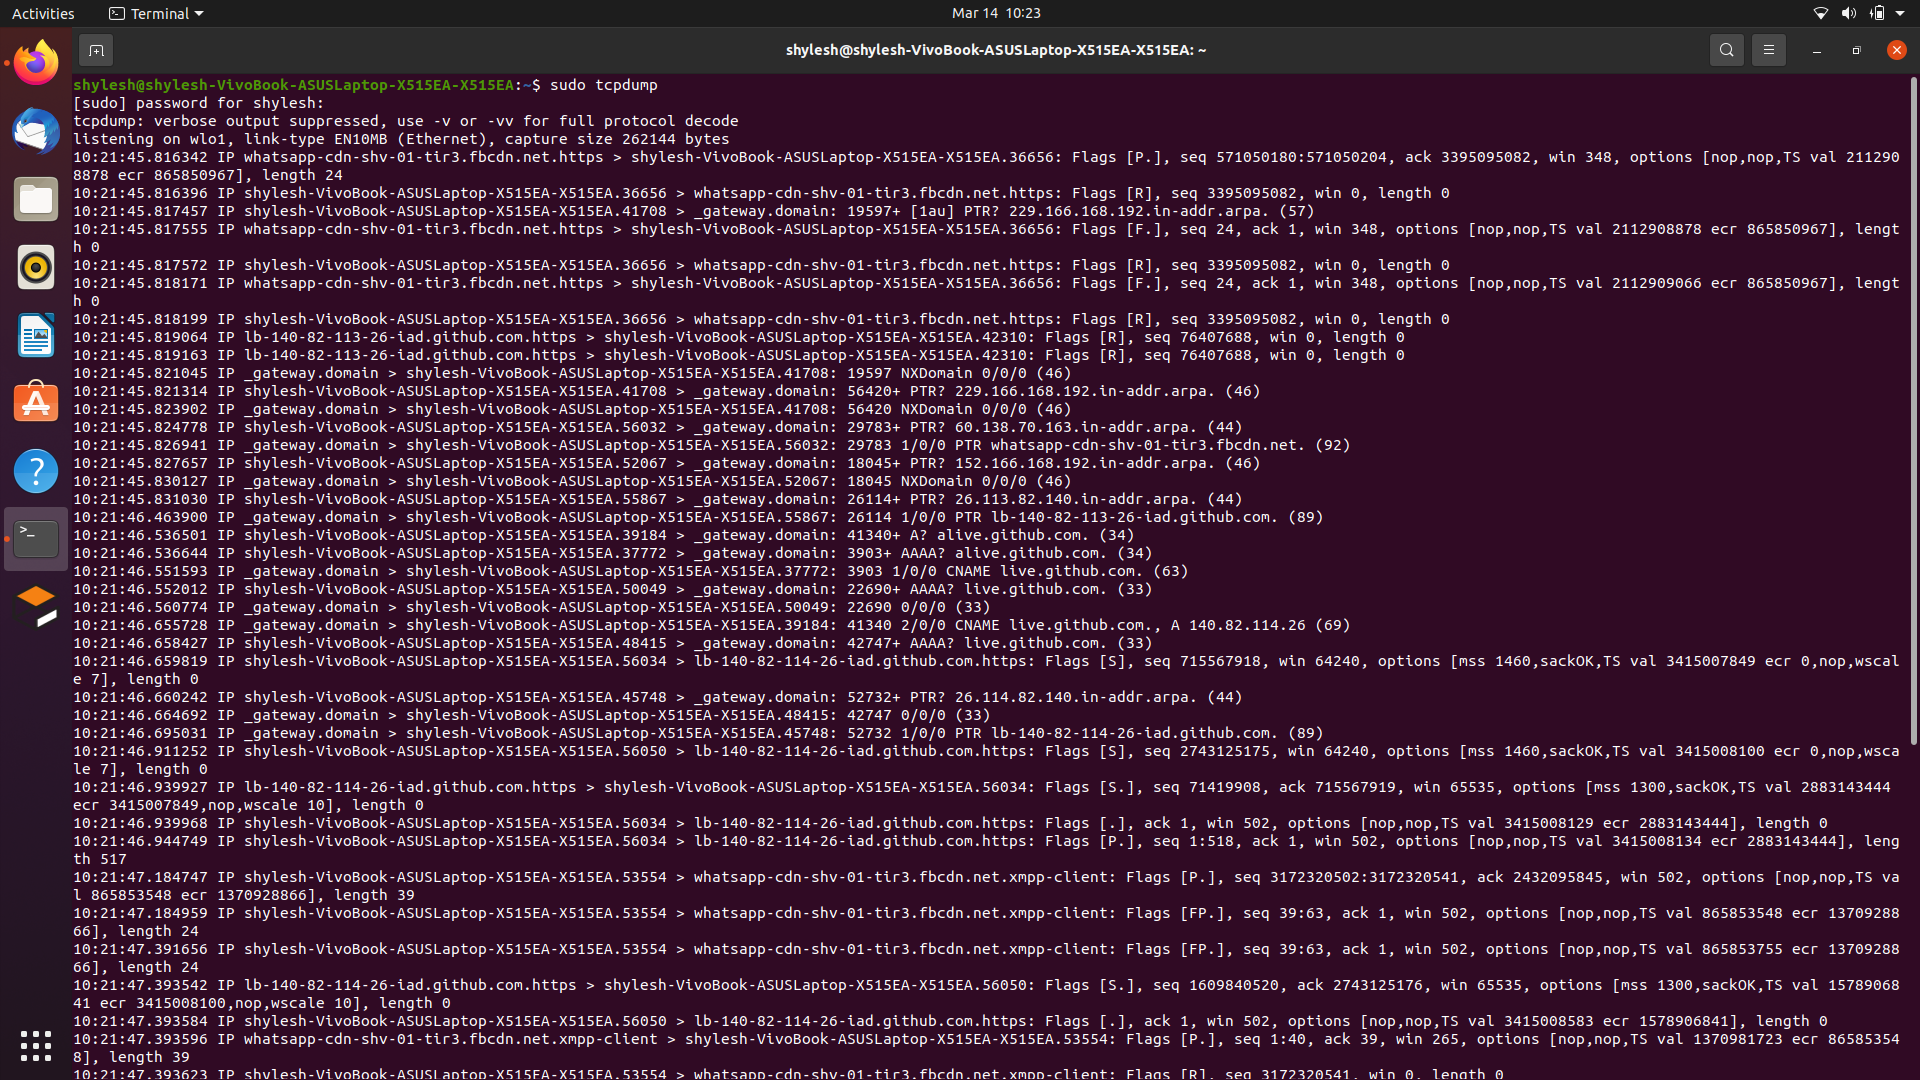 Activities
Terminal
Mar 14 10:23
shylesh@shylesh-VivoBook-ASUSLaptop-X515EA-X515EA: ~
shylesh@shylesh-VivoBook-ASUSLaptop-X515EA-X515EA:~$ sudo tcpdump
[sudo] password for shylesh:
tcpdump: verbose output suppressed, use -v or -vv for full protocol decode
listening on wlo1, link-type EN10MB (Ethernet), capture size 262144 bytes
10:21:45.816342 IP whatsapp-cdn-shv-01-tir3.fbcdn.net.https > shylesh-VivoBook-ASUSLaptop-X515EA-X515EA.36656: Flags [P.], seq 571050180:571050204, ack 3395095082, win 348, options [nop,nop,TS val 211290
8878 ecr 865850967], length 24
10:21:45.816396 IP shylesh-VivoBook-ASUSLaptop-X515EA-X515EA.36656 > whatsapp-cdn-shv-01-tir3.fbcdn.net.https: Flags [R], seq 3395095082, win 0, length 0
10:21:45.817457 IP shylesh-VivoBook-ASUSLaptop-X515EA-X515EA.41708 > _gateway.domain: 19597+ [1au] PTR? 229.166.168.192.in-addr.arpa. (57)
10:21:45.817555 IP whatsapp-cdn-shv-01-tir3.fbcdn.net.https > shylesh-VivoBook-ASUSLaptop-X515EA-X515EA.36656: Flags [F.], seq 24, ack 1, win 348, options [nop,nop,TS val 2112908878 ecr 865850967], lengt
h 0
10:21:45.817572 IP shylesh-VivoBook-ASUSLaptop-X515EA-X515EA.36656 > whatsapp-cdn-shv-01-tir3.fbcdn.net.https: Flags [R], seq 3395095082, win 0, length 0
10:21:45.818171 IP whatsapp-cdn-shv-01-tir3.fbcdn.net.https > shylesh-VivoBook-ASUSLaptop-X515EA-X515EA.36656: Flags [F.], seq 24, ack 1, win 348, options [nop,nop,TS val 2112909066 ecr 865850967], lengt
h 0
10:21:45.818199 IP shylesh-VivoBook-ASUSLaptop-X515EA-X515EA.36656 > whatsapp-cdn-shv-01-tir3.fbcdn.net.https: Flags [R], seq 3395095082, win 0, length 0
10:21:45.819064 IP lb-140-82-113-26-iad.github.com.https > shylesh-VivoBook-ASUSLaptop-X515EA-X515EA.42310: Flags [R], seq 76407688, win 0, length 0
10:21:45.819163 IP lb-140-82-113-26-iad.github.com.https > shylesh-VivoBook-ASUSLaptop-X515EA-X515EA.42310: Flags [R], seq 76407688, win 0, length 0
10:21:45.821045 IP _gateway.domain > shylesh-VivoBook-ASUSLaptop-X515EA-X515EA.41708: 19597 NXDomain 0/0/0 (46)
10:21:45.821314 IP shylesh-VivoBook-ASUSLaptop-X515EA-X515EA.41708 > _gateway.domain: 56420+ PTR? 229.166.168.192.in-addr.arpa. (46)
10:21:45.823902 IP _gateway.domain > shylesh-VivoBook-ASUSLaptop-X515EA-X515EA.41708: 56420 NXDomain 0/0/0 (46)
10:21:45.824778 IP shylesh-VivoBook-ASUSLaptop-X515EA-X515EA.56032 > _gateway.domain: 29783+ PTR? 60.138.70.163.in-addr.arpa. (44)
10:21:45.826941 IP _gateway.domain > shylesh-VivoBook-ASUSLaptop-X515EA-X515EA.56032: 29783 1/0/0 PTR whatsapp-cdn-shv-01-tir3.fbcdn.net. (92)
10:21:45.827657 IP shylesh-VivoBook-ASUSLaptop-X515EA-X515EA.52067 > _gateway.domain: 18045+ PTR? 152.166.168.192.in-addr.arpa. (46)
10:21:45.830127 IP _gateway.domain > shylesh-VivoBook-ASUSLaptop-X515EA-X515EA.52067: 18045 NXDomain 0/0/0 (46)
10:21:45.831030 IP shylesh-VivoBook-ASUSLaptop-X515EA-X515EA.55867 > _gateway.domain: 26114+ PTR? 26.113.82.140.in-addr.arpa. (44)
10:21:46.463900 IP _gateway.domain > shylesh-VivoBook-ASUSLaptop-X515EA-X515EA.55867: 26114 1/0/0 PTR lb-140-82-113-26-iad.github.com. (89)
10:21:46.536501 IP shylesh-VivoBook-ASUSLaptop-X515EA-X515EA.39184 > _gateway.domain: 41340+ A? alive.github.com. (34)
10:21:46.536644 IP shylesh-VivoBook-ASUSLaptop-X515EA-X515EA.37772 > _gateway.domain: 3903+ AAAA? alive.github.com. (34)
10:21:46.551593 IP _gateway.domain > shylesh-VivoBook-ASUSLaptop-X515EA-X515EA.37772: 3903 1/0/0 CNAME live.github.com. (63)
10:21:46.552012 IP shylesh-VivoBook-ASUSLaptop-X515EA-X515EA.50049 > _gateway.domain: 22690+ AAAA? live.github.com. (33)
10:21:46.560774 IP _gateway.domain > shylesh-VivoBook-ASUSLaptop-X515EA-X515EA.50049: 22690 0/0/0 (33)
10:21:46.655728 IP _gateway.domain > shylesh-VivoBook-ASUSLaptop-X515EA-X515EA.39184: 41340 2/0/0 CNAME live.github.com., A 140.82.114.26 (69)
10:21:46.658427 IP shylesh-VivoBook-ASUSLaptop-X515EA-X515EA.48415 > _gateway.domain: 42747+ AAAA? live.github.com. (33)
10:21:46.659819 IP shylesh-VivoBook-ASUSLaptop-X515EA-X515EA.56034 > lb-140-82-114-26-iad.github.com.https: Flags [S], seq 715567918, win 64240, options [mss 1460,sackOK,TS val 3415007849 ecr 0,nop,wscal
e 7], length 0
10:21:46.660242 IP shylesh-VivoBook-ASUSLaptop-X515EA-X515EA.45748 > _gateway.domain: 52732+ PTR? 26.114.82.140.in-addr.arpa. (44)
10:21:46.664692 IP _gateway.domain > shylesh-VivoBook-ASUSLaptop-X515EA-X515EA.48415: 42747 0/0/0 (33)
10:21:46.695031 IP _gateway.domain > shylesh-VivoBook-ASUSLaptop-X515EA-X515EA.45748: 52732 1/0/0 PTR lb-140-82-114-26-iad.github.com. (89)
10:21:46.911252 IP shylesh-VivoBook-ASUSLaptop-X515EA-X515EA.56050 > lb-140-82-114-26-iad.github.com.https: Flags [S], seq 2743125175, win 64240, options [mss 1460,sackOK,TS val 3415008100 ecr 0,nop,wsca
le 7], length 0
10:21:46.939927 IP lb-140-82-114-26-iad.github.com.https > shylesh-VivoBook-ASUSLaptop-X515EA-X515EA.56034: Flags [S.], seq 71419908, ack 715567919, win 65535, options [mss 1300,sackOK,TS val 2883143444
ecr 3415007849,nop,wscale 10], length 0
10:21:46.939968 IP shylesh-VivoBook-ASUSLaptop-X515EA-X515EA.56034 > lb-140-82-114-26-iad.github.com.https: Flags [.], ack 1, win 502, options [nop,nop,TS val 3415008129 ecr 2883143444], length 0
10:21:46.944749 IP shylesh-VivoBook-ASUSLaptop-X515EA-X515EA.56034 > lb-140-82-114-26-iad.github.com.https: Flags [P.], seq 1:518, ack 1, win 502, options [nop,nop,TS val 3415008134 ecr 2883143444], leng
th 517
10:21:47.184747 IP shylesh-VivoBook-ASUSLaptop-X515EA-X515EA.53554 > whatsapp-cdn-shv-01-tir3.fbcdn.net.xmpp-client: Flags [P.], seq 3172320502:3172320541, ack 2432095845, win 502, options [nop,nop,TS va
l 865853548 ecr 1370928866], length 39
10:21:47.184959 IP shylesh-VivoBook-ASUSLaptop-X515EA-X515EA.53554 > whatsapp-cdn-shv-01-tir3.fbcdn.net.xmpp-client: Flags [FP.], seq 39:63, ack 1, win 502, options [nop,nop,TS val 865853548 ecr 13709288
66], length 24
10:21:47.391656 IP shylesh-VivoBook-ASUSLaptop-X515EA-X515EA.53554 > whatsapp-cdn-shv-01-tir3.fbcdn.net.xmpp-client: Flags [FP.], seq 39:63, ack 1, win 502, options [nop,nop,TS val 865853755 ecr 13709288
66], length 24
10:21:47.393542 IP lb-140-82-114-26-iad.github.com.https > shylesh-VivoBook-ASUSLaptop-X515EA-X515EA.56050: Flags [S.], seq 1609840520, ack 2743125176, win 65535, options [mss 1300,sackOK,TS val 15789068
41 ecr 3415008100,nop,wscale 10], length 0
10:21:47.393584 IP shylesh-VivoBook-ASUSLaptop-X515EA-X515EA.56050 > lb-140-82-114-26-iad.github.com.https: Flags [.], ack 1, win 502, options [nop,nop,TS val 3415008583 ecr 1578906841], length 0
10:21:47.393596 IP whatsapp-cdn-shv-01-tir3.fbcdn.net.xmpp-client > shylesh-VivoBook-ASUSLaptop-X515EA-X515EA.53554: Flags [P.], seq 1:40, ack 39, win 265, options [nop,nop,TS val 1370981723 ecr 86585354
8], length 39
10:21:47.393623 IP shylesh-VivoBook-ASUSLaptop-X515EA-X515EA.53554 > whatsapp-cdn-shv-01-tir3.fbcdn.net.xmpp-client: Flags [R], seq 3172320541, win 0, length 0